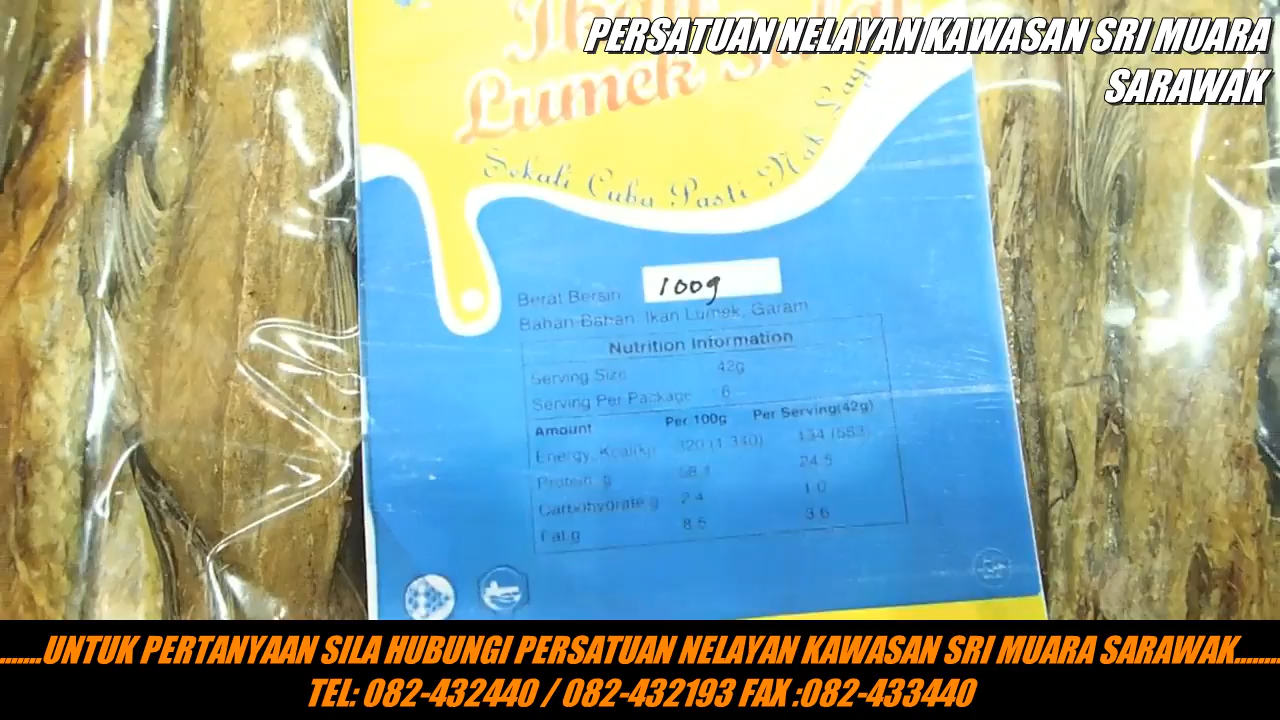 PERSATUAN NELAYAN KAWASAN SRI MUARA
SARAWAK
Ikan
Lumek
Sekali Cuba Pasti Nak Lagi
Berat Bersih 100g
Bahan-Bahan: Ikan Lumek, Garam
Nutrition Information
Serving Size 42g
Serving Per Package 6
Amount Per 100g Per Serving(42g)
Energy, Kcal(kj) 320 (1 340) 134 (563)
Protein, g 58.1 24.5
Carbohydrate g 2.4 1.0
Fat g 8.5 3.6
.......UNTUK PERTANYAAN SILA HUBUNGI PERSATUAN NELAYAN KAWASAN SRI MUARA SARAWAK........
TEL: 082-432440 / 082-432193 FAX :082-433440